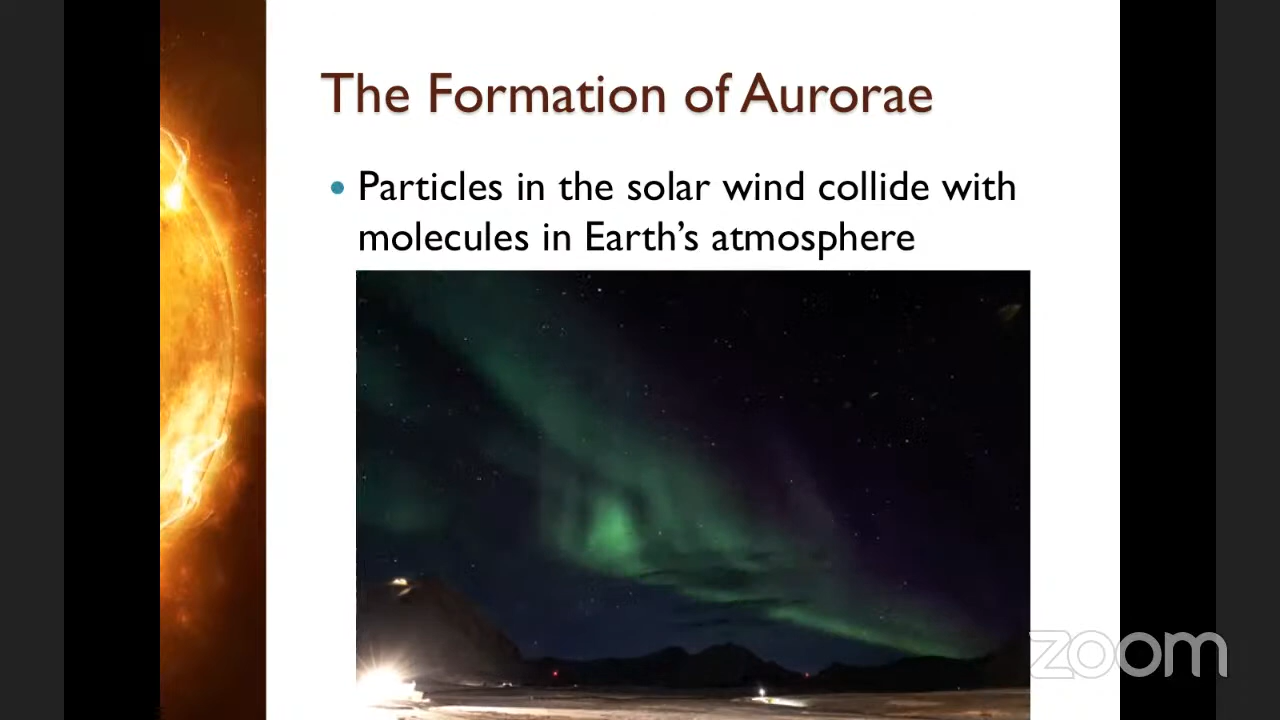 The Formation of Aurorae
Particles in the solar wind collide with
molecules in Earth’s atmosphere
zoom